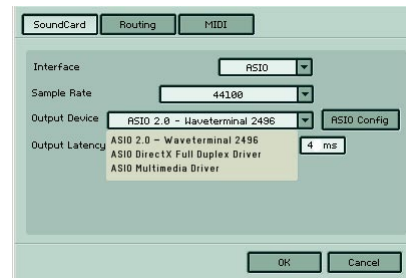 SoundCard Routing MIDI
Interface ASIO
Sample Rate 44100
Output Device ASIO 2.0 - Waveterminal 2496 ASIO Config
Output Latency 4 ms
ASIO 2.0 - Waveterminal 2496
ASIO DirectX Full Duplex Driver
ASIO Multimedia Driver
OK Cancel